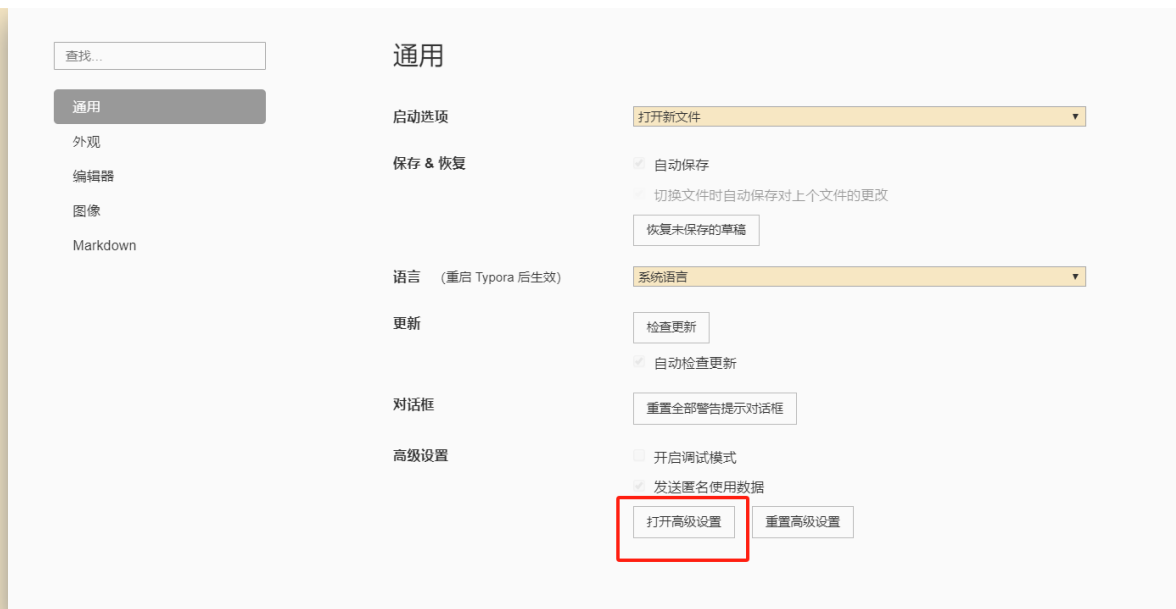 查找...
通用
外观
编辑器
图像
Markdown
通用
启动选项
打开新文件
保存 & 恢复
自动保存
切换文件时自动保存对上个文件的更改
恢复未保存的草稿
语言 (重启 Typora 后生效)
系统语言
更新
检查更新
自动检查更新
对话框
重置全部警告提示对话框
高级设置
开启调试模式
发送匿名使用数据
打开高级设置 重置高级设置